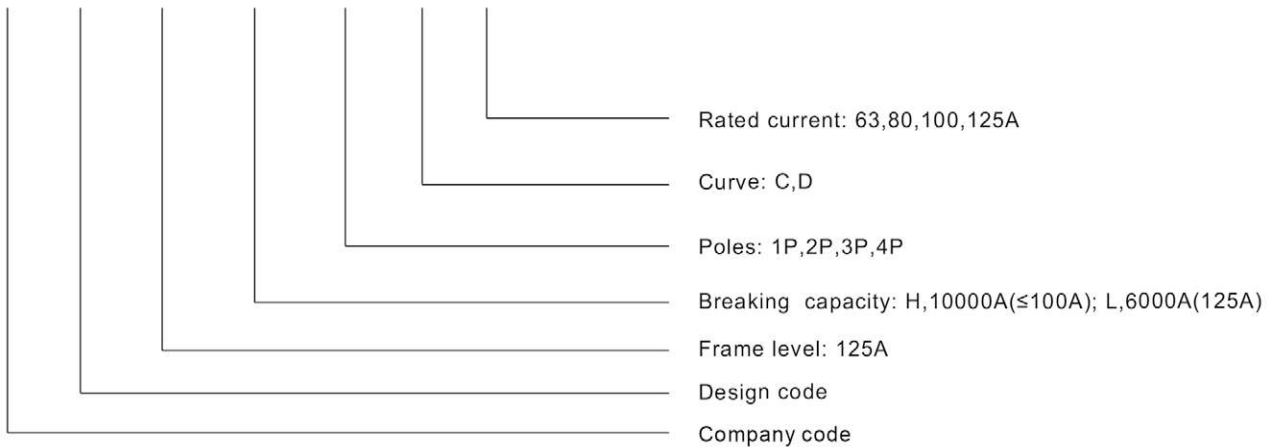 Rated current: 63,80,100,125A
Curve: C,D
Poles: 1P,2P,3P,4P
Breaking capacity: H,10000A(≤100A); L,6000A(125A)
Frame level: 125A
Design code
Company code